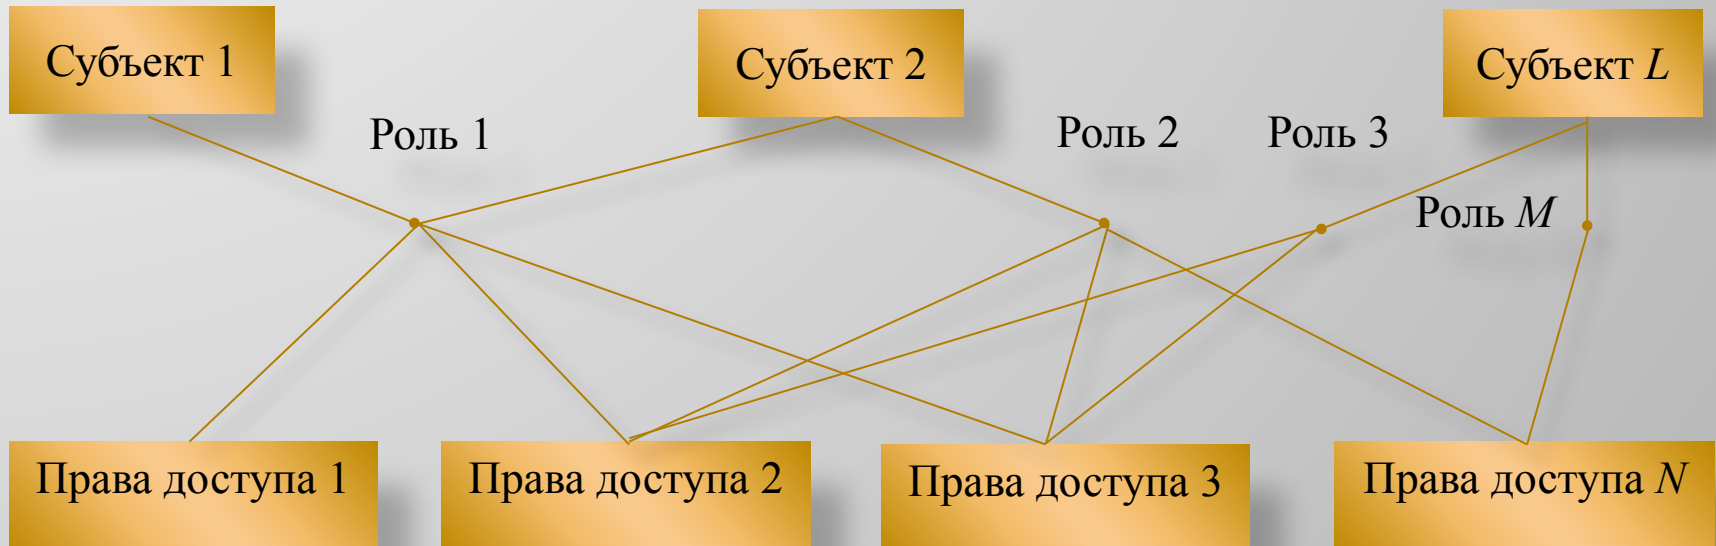 Субъект 1
Субъект 2
Субъект L
Роль 1
Роль 2
Роль 3
Роль M
Права доступа 1
Права доступа 2
Права доступа 3
Права доступа N